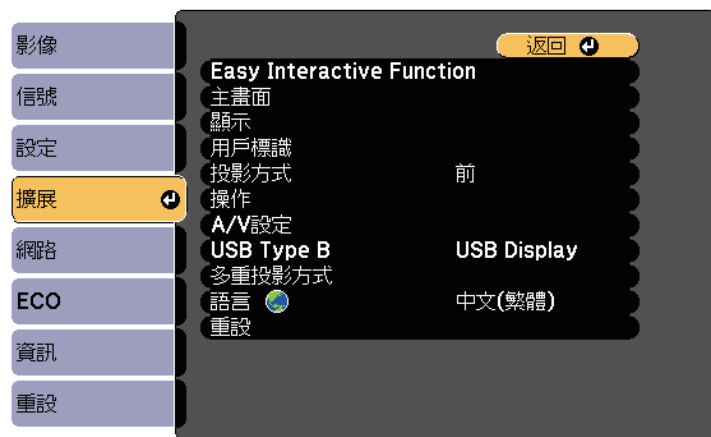 影像
信號
設定
擴展
網路
ECO
資訊
重設
返回
Easy Interactive Function
主畫面
顯示
用戶標識
投影方式 前
操作
A/V設定
USB Type B USB Display
多重投影方式
語言 中文(繁體)
重設